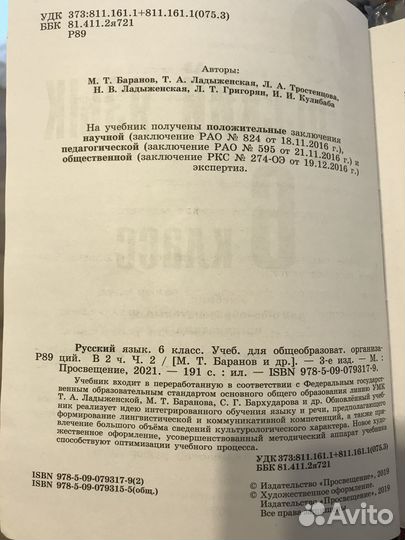 УДК 373:811.161.1+811.161.1(075.3)
ББК 81.411.2я721
Р89
Авторы:
М. Т. Баранов, Т. А. Ладыженская, Л. А. Тростенцова,
Н. В. Ладыженская, Л. Т. Григорян, И. И. Кулибаба
На учебник получены положительные заключения
научной (заключение РАО № 824 от 18.11.2016 г.),
педагогической (заключение РАО № 595 от 21.11.2016 г.) и
общественной (заключение РКС № 274-ОЭ от 19.12.2016 г.)
экспертиз.
Русский язык. 6 класс. Учеб. для общеобразоват. организа-
Р89 ций. В 2 ч. Ч. 2 / [М. Т. Баранов и др.]. — 3-е изд. — М. :
Просвещение, 2021. — 191 с. : ил. — ISBN 978-5-09-079317-9.
Учебник входит в переработанную в соответствии с Федеральным государст-
венным образовательным стандартом основного общего образования линию УМК
Т. А. Ладыженской, М. Т. Баранова, С. Г. Бархударова и др. Обновлённый учеб-
ник реализует идею интегрированного обучения языку и речи, предполагающего
формирование лингвистической и коммуникативной компетенций, а также при-
влечение большого объёма сведений культурологического характера. Новое худо-
жественное оформление, усовершенствованный методический аппарат учебника
способствуют оптимизации учебного процесса.
УДК 373:811.161.1+811.161.1(075.3)
ББК 81.411.2я721
ISBN 978-5-09-079317-9(2)
ISBN 978-5-09-079315-5(общ.)
© Издательство «Просвещение», 2019
© Художественное оформление.
Издательство «Просвещение», 2019
Все права
Avito